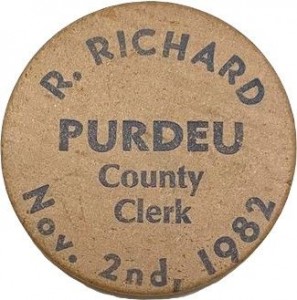 R. RICHARD
PURDEU
County
Clerk
Nov. 2nd, 1982